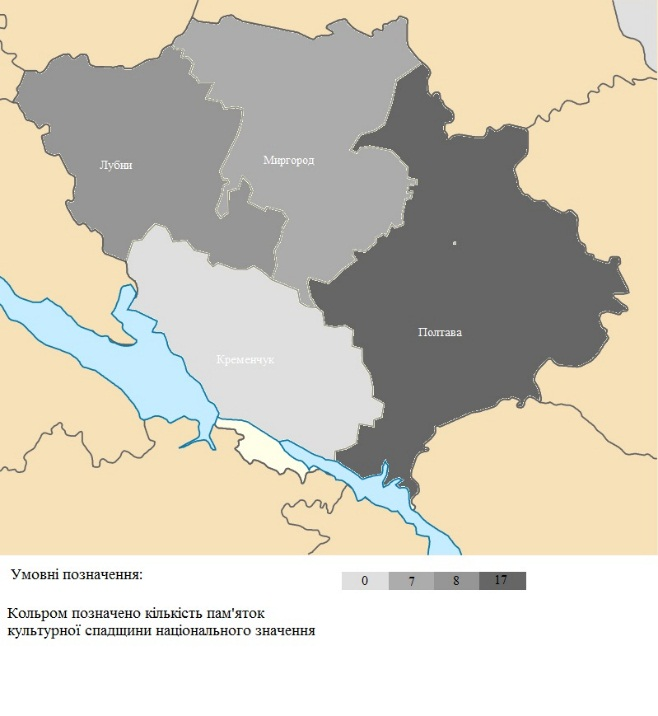 Лубни
Миргород
Полтава
Кременчук
Умовні позначення:
0 7 8 17
Кольром позначено кількість пам'яток
культурної спадщини національного значення